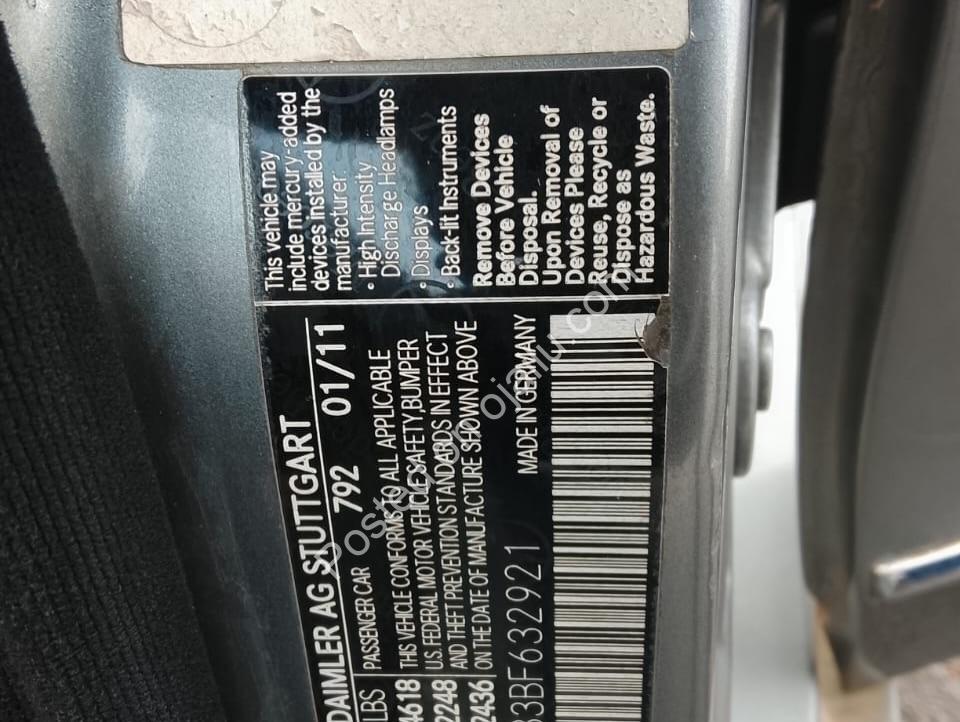 This vehicle may
include mercury-added
devices installed by the
manufacturer.
• High Intensity
Discharge Headlamps
• Displays
• Back-lit Instruments
Remove Devices
Before Vehicle
Disposal.
Upon Removal of
Devices Please
Reuse, Recycle or
Dispose as
Hazardous Waste.
DAIMLER AG STUTTGART
PASSENGER CAR 792 01/11
LBS
4618 THIS VEHICLE CONFORMS TO ALL APPLICABLE
2248 U.S. FEDERAL MOTOR VEHICLE SAFETY, BUMPER
AND THEFT PREVENTION STANDARDS IN EFFECT
2436 ON THE DATE OF MANUFACTURE SHOWN ABOVE
MADE IN GERMANY
3BF632921
Posted on ojanlu.com